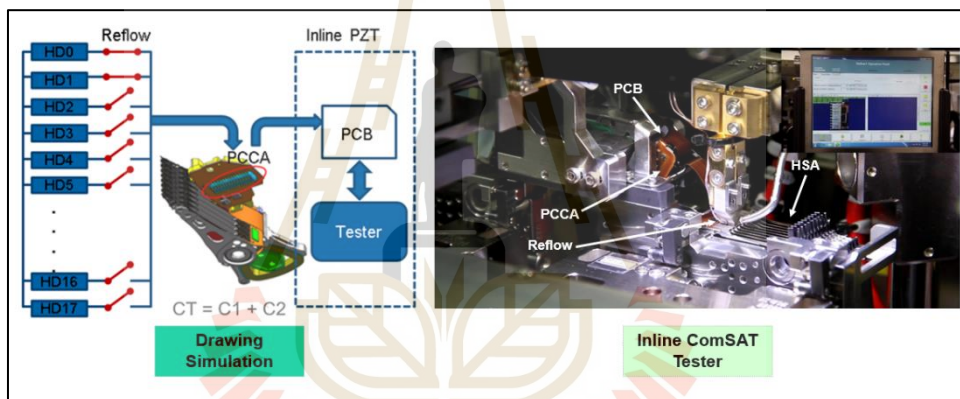 Reflow
HD0
HD1
HD2
HD3
HD4
HD5
HD16
HD17
PCCA
CT = C1 + C2
Inline PZT
PCB
Tester
Drawing
Simulation
PCB
PCCA
Reflow
HSA
Inline ComSAT
Tester